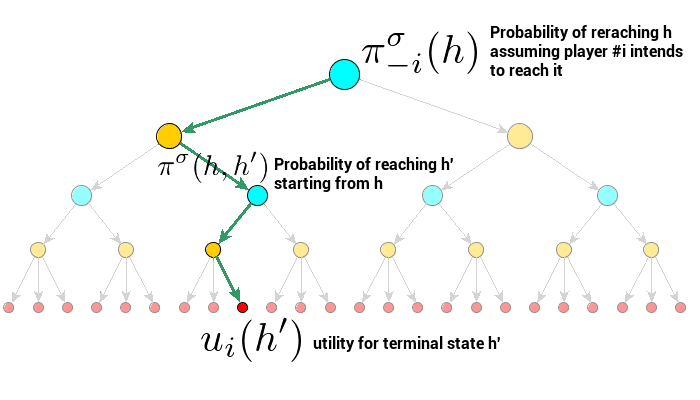 π^σ_{-i}(h)
Probability of reraching h
assuming player #i intends
to reach it
π^σ(h, h′)
Probability of reaching h'
starting from h
u_i(h′)
utility for terminal state h'